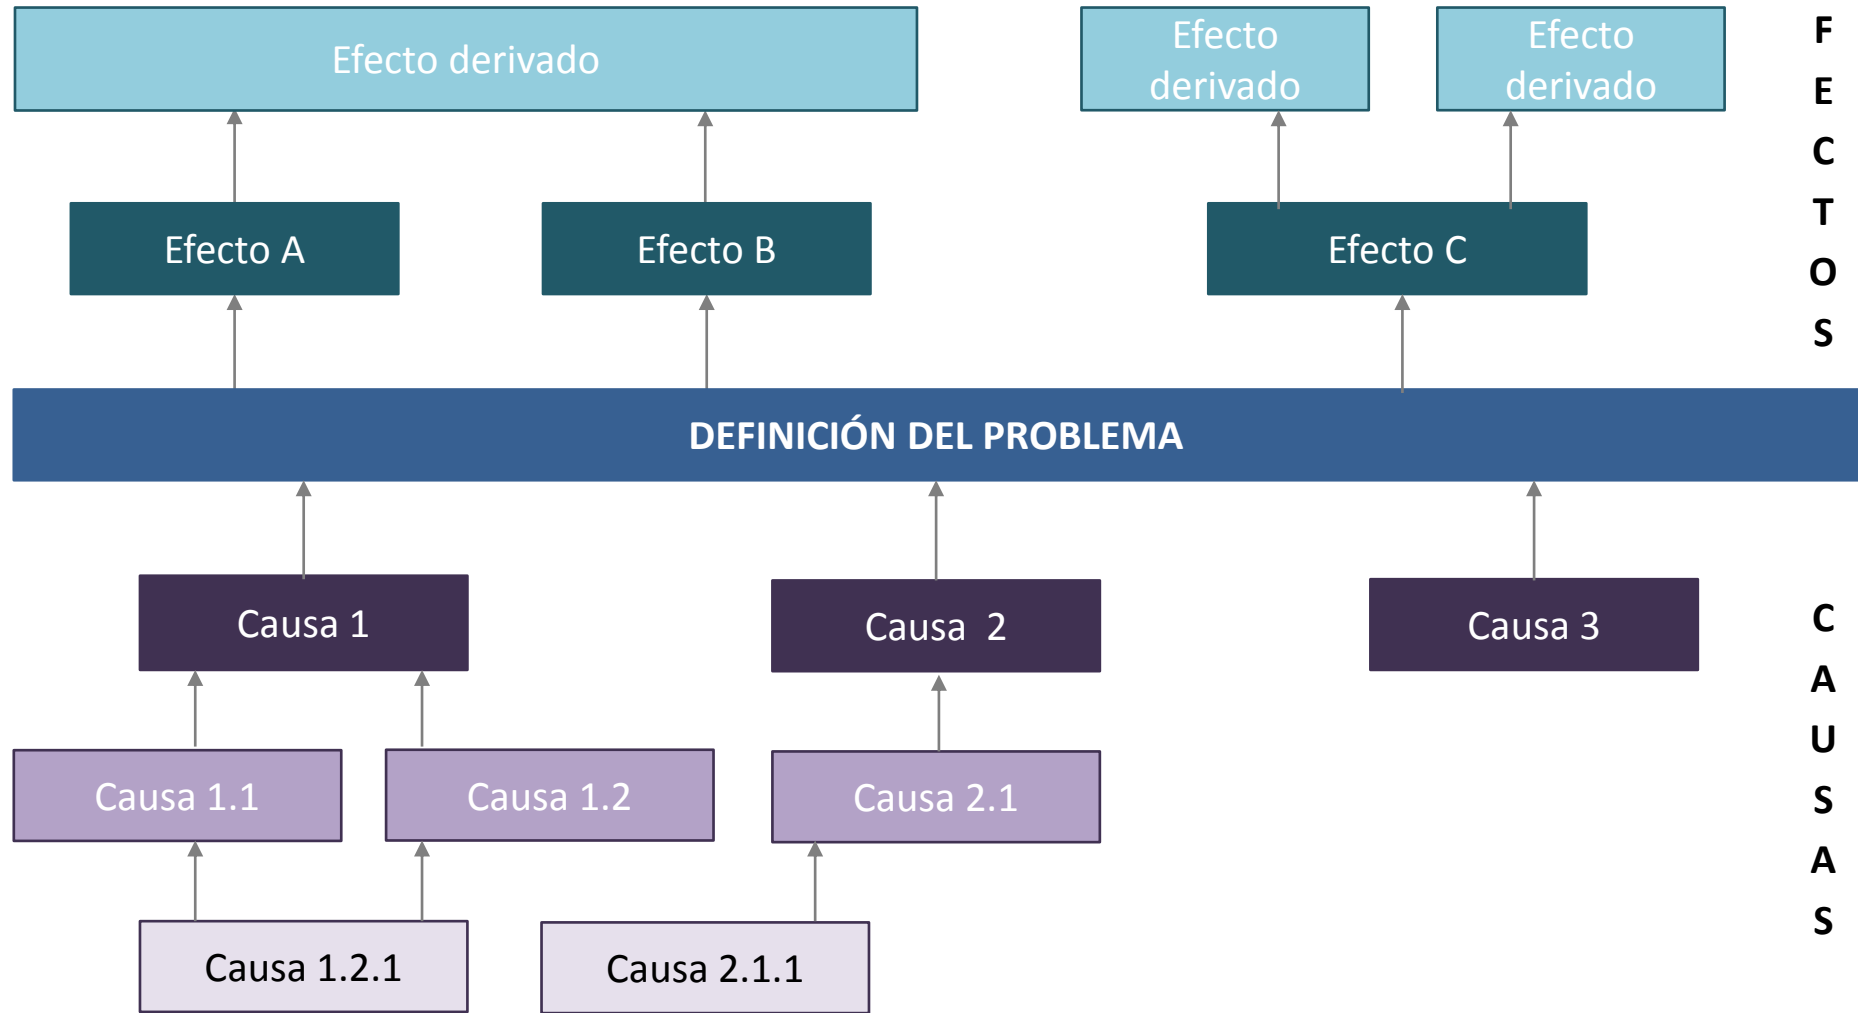 Efecto derivado
Efecto
derivado
Efecto
derivado
Efecto A
Efecto B
Efecto C
F
E
C
T
O
S
DEFINICIÓN DEL PROBLEMA
Causa 1
Causa 2
Causa 3
Causa 1.1
Causa 1.2
Causa 2.1
Causa 1.2.1
Causa 2.1.1
C
A
U
S
A
S